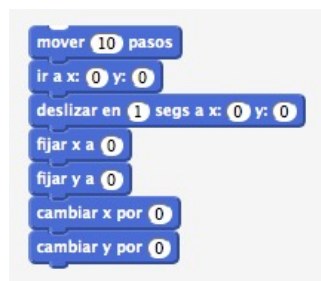 mover 10 pasos
ir a x: 0 y: 0
deslizar en 1 segs a x: 0 y: 0
fijar x a 0
fijar y a 0
cambiar x por 0
cambiar y por 0